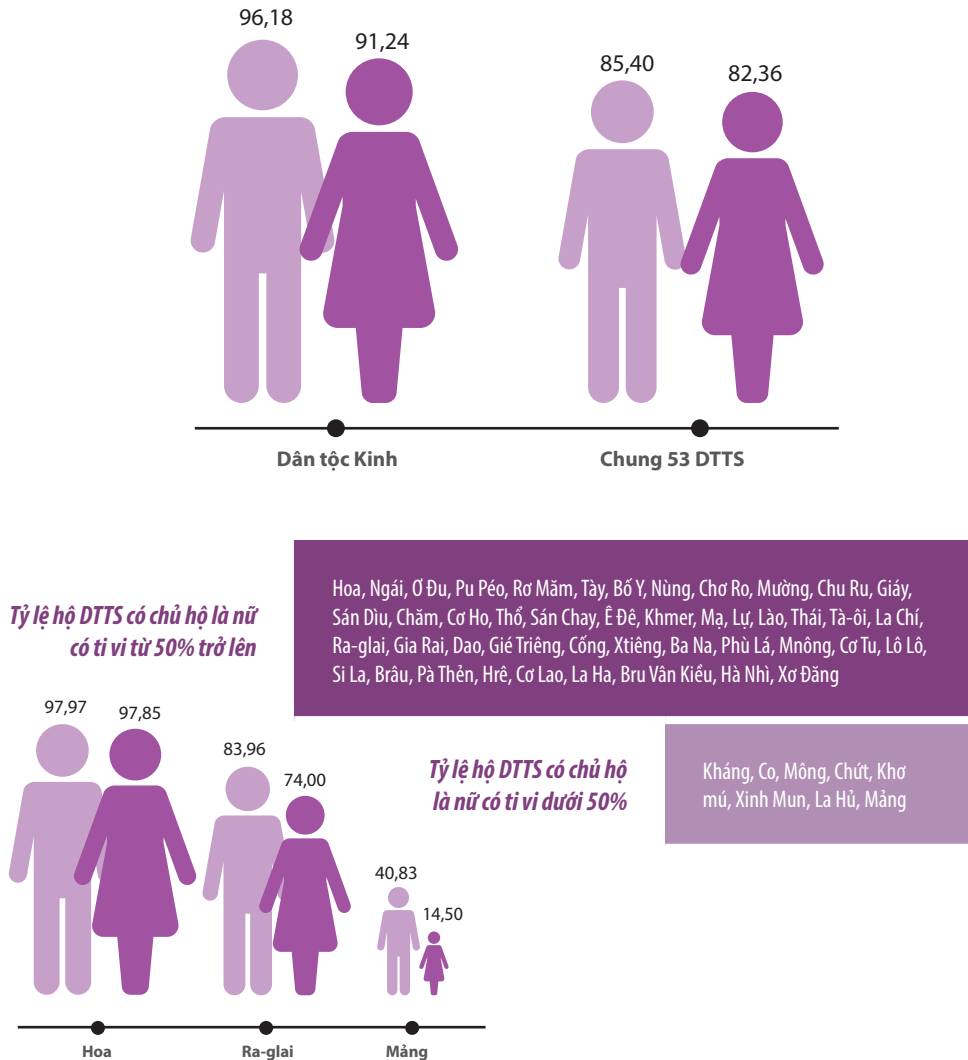 96,18
91,24
85,40
82,36
Dân tộc Kinh
Chung 53 DTTS
Tỷ lệ hộ DTTS có chủ hộ là nữ
có ti vi từ 50% trở lên
Hoa, Ngái, Ơ Đu, Pu Péo, Rơ Măm, Tày, Bố Y, Nùng, Chơ Ro, Mường, Chu Ru, Giáy,
Sán Dìu, Chăm, Cơ Ho, Thổ, Sán Chay, Ê Đê, Khmer, Mạ, Lự, Lào, Thái, Tà-ôi, La Chí,
Ra-glai, Gia Rai, Dao, Gié Triêng, Cống, Xtiêng, Ba Na, Phù Lá, Mnông, Cơ Tu, Lô Lô,
Si La, Brâu, Pà Thẻn, Hrê, Cơ Lao, La Ha, Bru Vân Kiều, Hà Nhì, Xơ Đăng
Tỷ lệ hộ DTTS có chủ hộ
là nữ có ti vi dưới 50%
Kháng, Co, Mông, Chứt, Khơ
mú, Xinh Mun, La Hủ, Mảng
97,97
97,85
83,96
74,00
40,83
14,50
Hoa
Ra-glai
Mảng